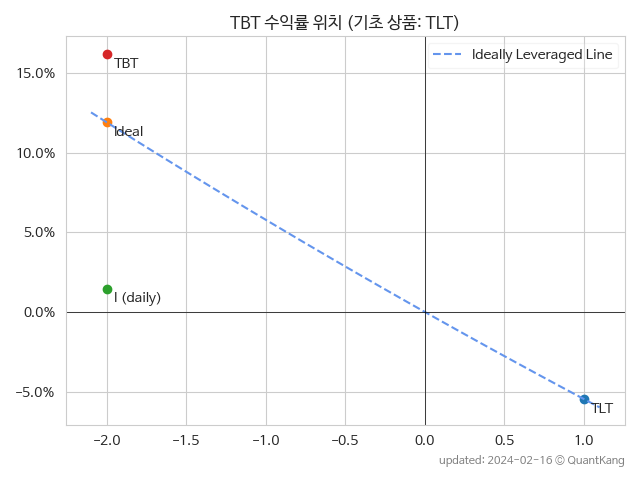 TBT 수익률 위치 (기초 상품: TLT)
Ideally Leveraged Line
15.0%
10.0%
5.0%
0.0%
−5.0%
TBT
Ideal
I (daily)
TLT
−2.0 −1.5 −1.0 −0.5 0.0 0.5 1.0
updated: 2024-02-16 © QuantKang